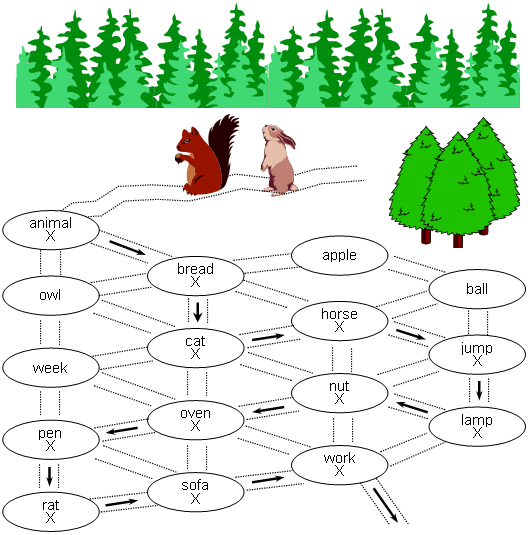 animal
X
bread
X
apple
owl
ball
horse
X
cat
X
jump
X
week
nut
X
oven
X
lamp
X
pen
X
work
X
sofa
X
rat
X